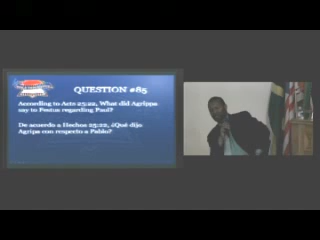 QUESTION #85
According to Acts 25:22, What did Agrippa
say to Festus regarding Paul?
De acuerdo a Hechos 25:22, ¿Qué dijo
Agripa con respecto a Pablo?